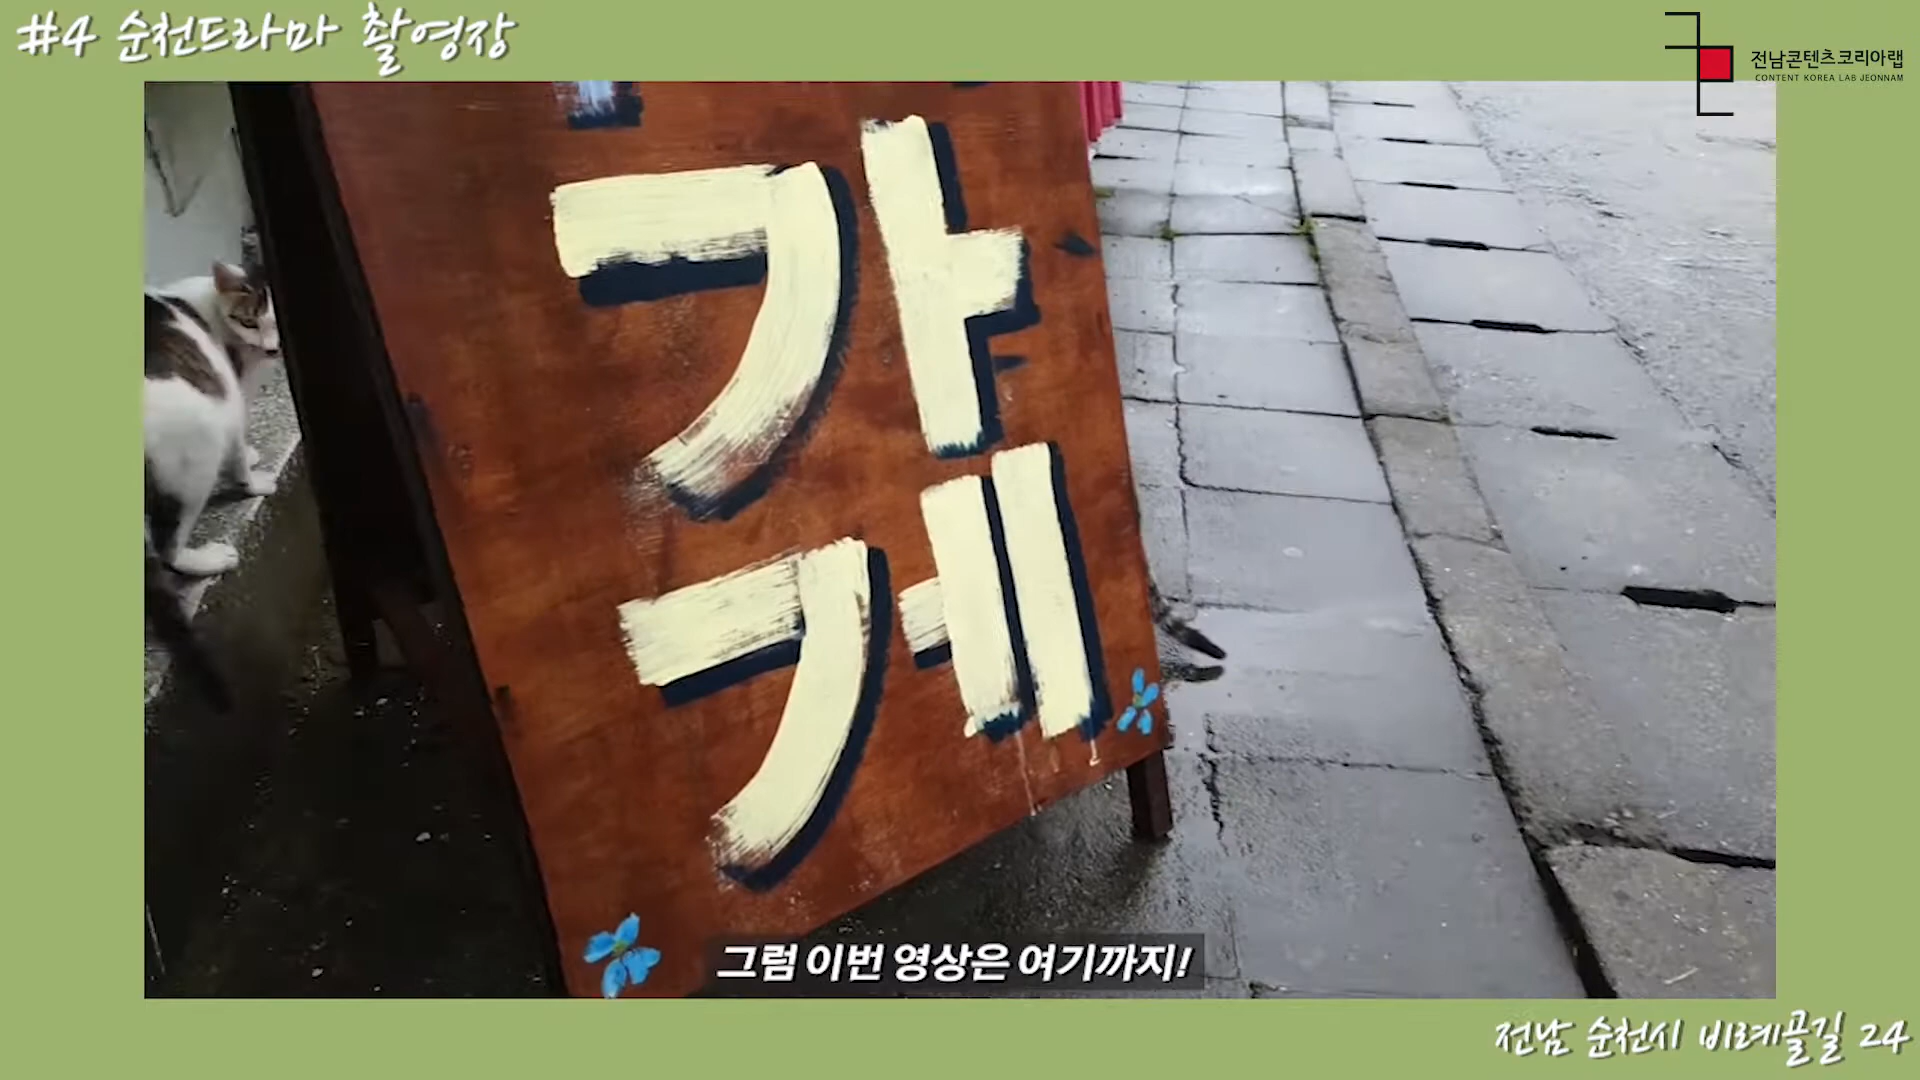 #4 순천드라마 촬영장
전남콘텐츠코리아랩
CONTENT KOREA LAB JEONNAM
가
게
그럼 이번 영상은 여기까지!
전남 순천시 비례골길 24